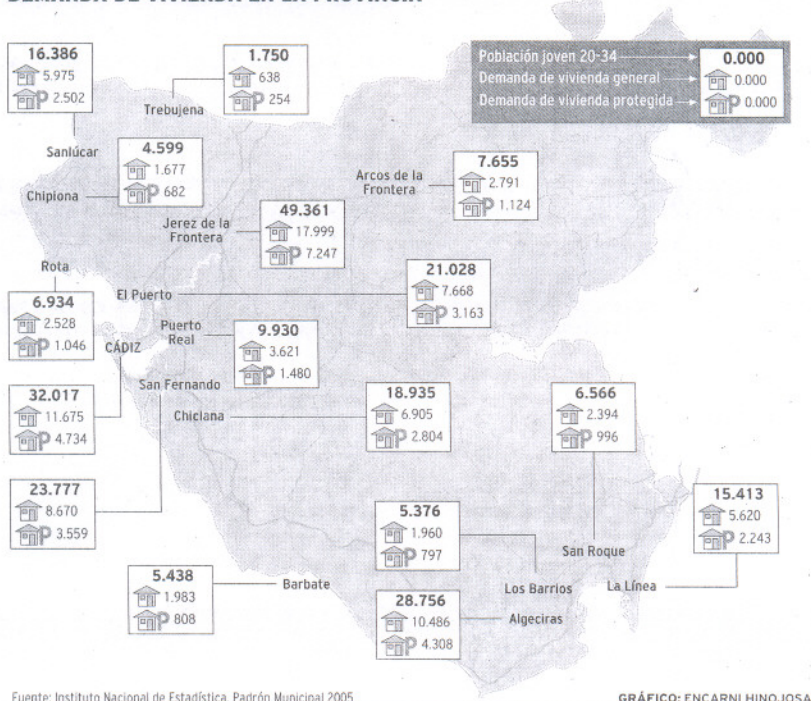 DEMANDA DE VIVIENDA EN LA PROVINCIA
Población joven 20-34
Demanda de vivienda general
Demanda de vivienda protegida
0.000
0.000
P 0.000
16.386
5.975
P 2.502
Sanlúcar
1.750
638
P 254
Trebujena
4.599
1.677
P 682
Chipiona
7.655
2.791
P 1.124
Arcos de la
Frontera
49.361
17.999
P 7.247
Jerez de la
Frontera
Rota
6.934
2.528
P 1.046
El Puerto
21.028
7.668
P 3.163
Puerto
Real
9.930
3.621
P 1.480
CÁDIZ
32.017
11.675
P 4.734
San Fernando
23.777
8.670
P 3.559
Chiclana
18.935
6.905
P 2.804
6.566
2.394
P 996
San Roque
15.413
5.620
P 2.243
La Línea
5.376
1.960
P 797
Los Barrios
5.438
1.983
P 808
Barbate
28.756
10.486
P 4.308
Algeciras
Fuente: Instituto Nacional de Estadística. Padrón Municipal 2005
GRÁFICO: ENCARNI HINOJOSA